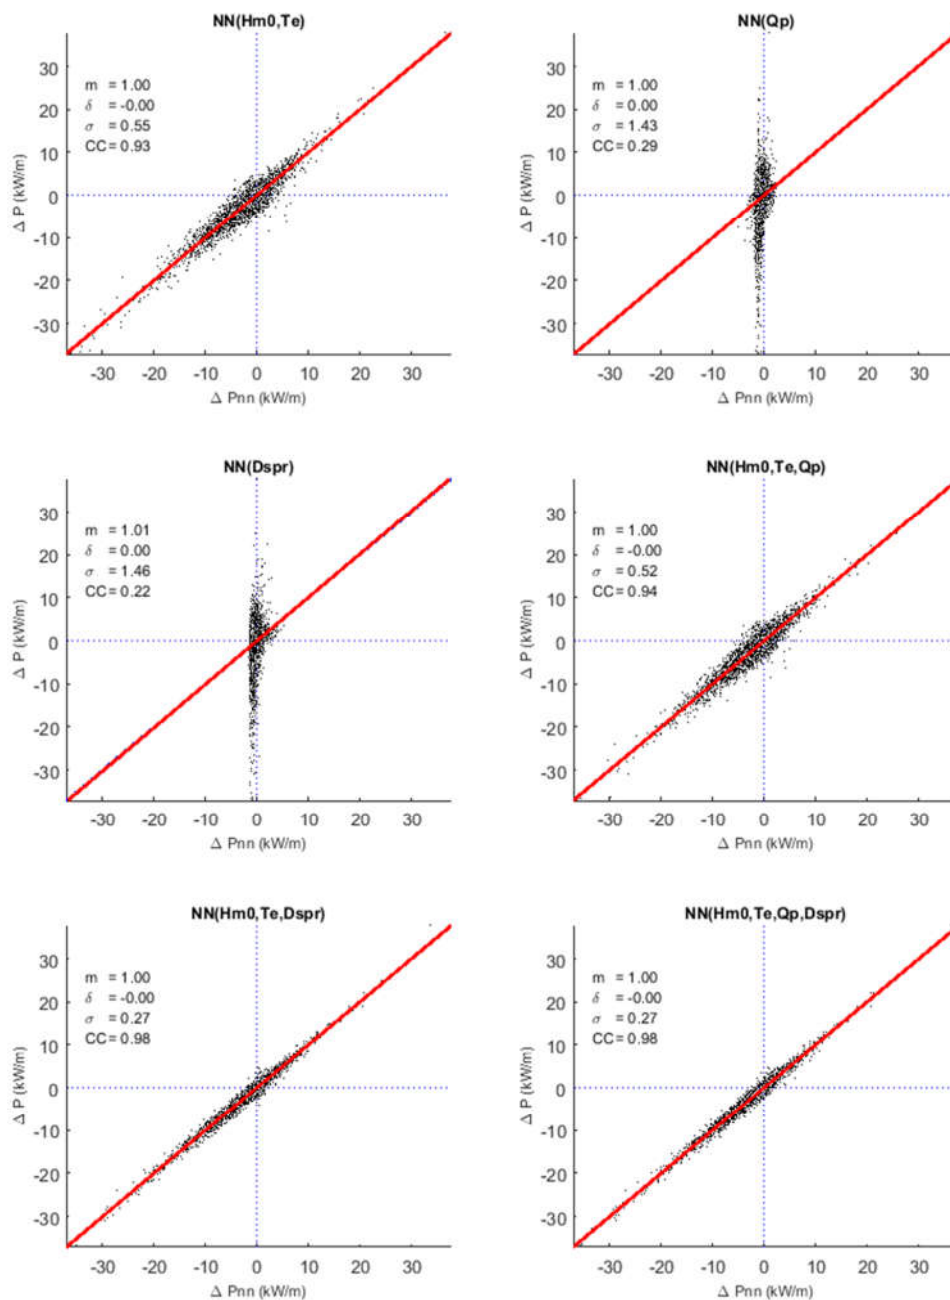 NN(Hm0,Te)
m = 1.00
δ = -0.00
σ = 0.55
CC = 0.93
30
20
10
0
-10
-20
-30
Δ P (kW/m)
-30 -20 -10 0 10 20 30
Δ Pnn (kW/m)
NN(Qp)
m = 1.00
δ = 0.00
σ = 1.43
CC = 0.29
30
20
10
0
-10
-20
-30
Δ P (kW/m)
-30 -20 -10 0 10 20 30
Δ Pnn (kW/m)
NN(Dspr)
m = 1.01
δ = 0.00
σ = 1.46
CC = 0.22
30
20
10
0
-10
-20
-30
Δ P (kW/m)
-30 -20 -10 0 10 20 30
Δ Pnn (kW/m)
NN(Hm0,Te,Qp)
m = 1.00
δ = -0.00
σ = 0.52
CC = 0.94
30
20
10
0
-10
-20
-30
Δ P (kW/m)
-30 -20 -10 0 10 20 30
Δ Pnn (kW/m)
NN(Hm0,Te,Dspr)
m = 1.00
δ = -0.00
σ = 0.27
CC = 0.98
30
20
10
0
-10
-20
-30
Δ P (kW/m)
-30 -20 -10 0 10 20 30
Δ Pnn (kW/m)
NN(Hm0,Te,Qp,Dspr)
m = 1.00
δ = -0.00
σ = 0.27
CC = 0.98
30
20
10
0
-10
-20
-30
Δ P (kW/m)
-30 -20 -10 0 10 20 30
Δ Pnn (kW/m)